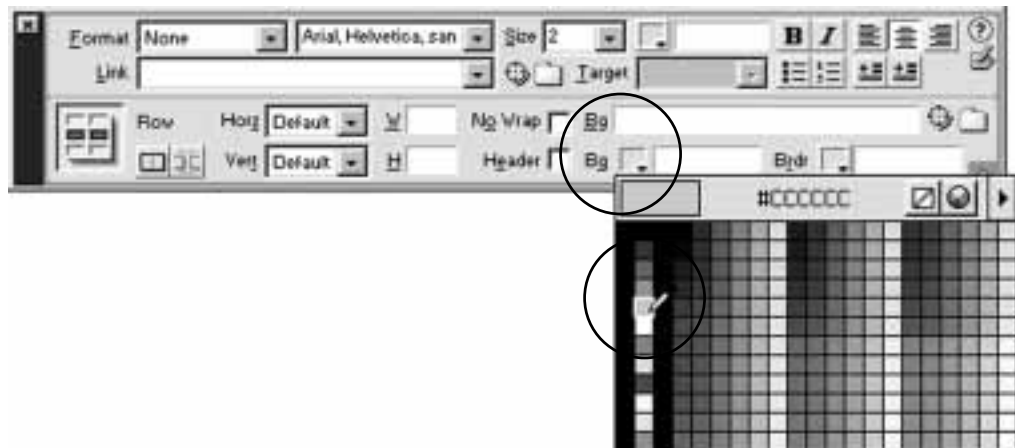 Format None Arial, Helvetica, san Size 2 B I ?
Link Target
Row Horz Default W No Wrap Bg
Vert Default H Header Bg Brdr
#CCCCCC